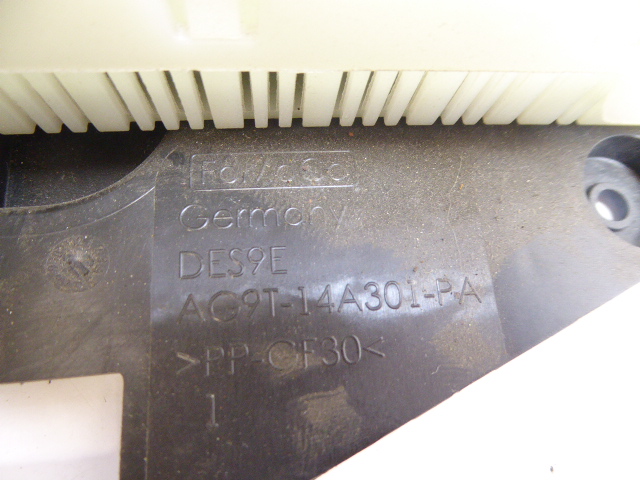 FoMoCo
Germany
DES9E
AG9T-14A301-PA
>PP-GF30<
1